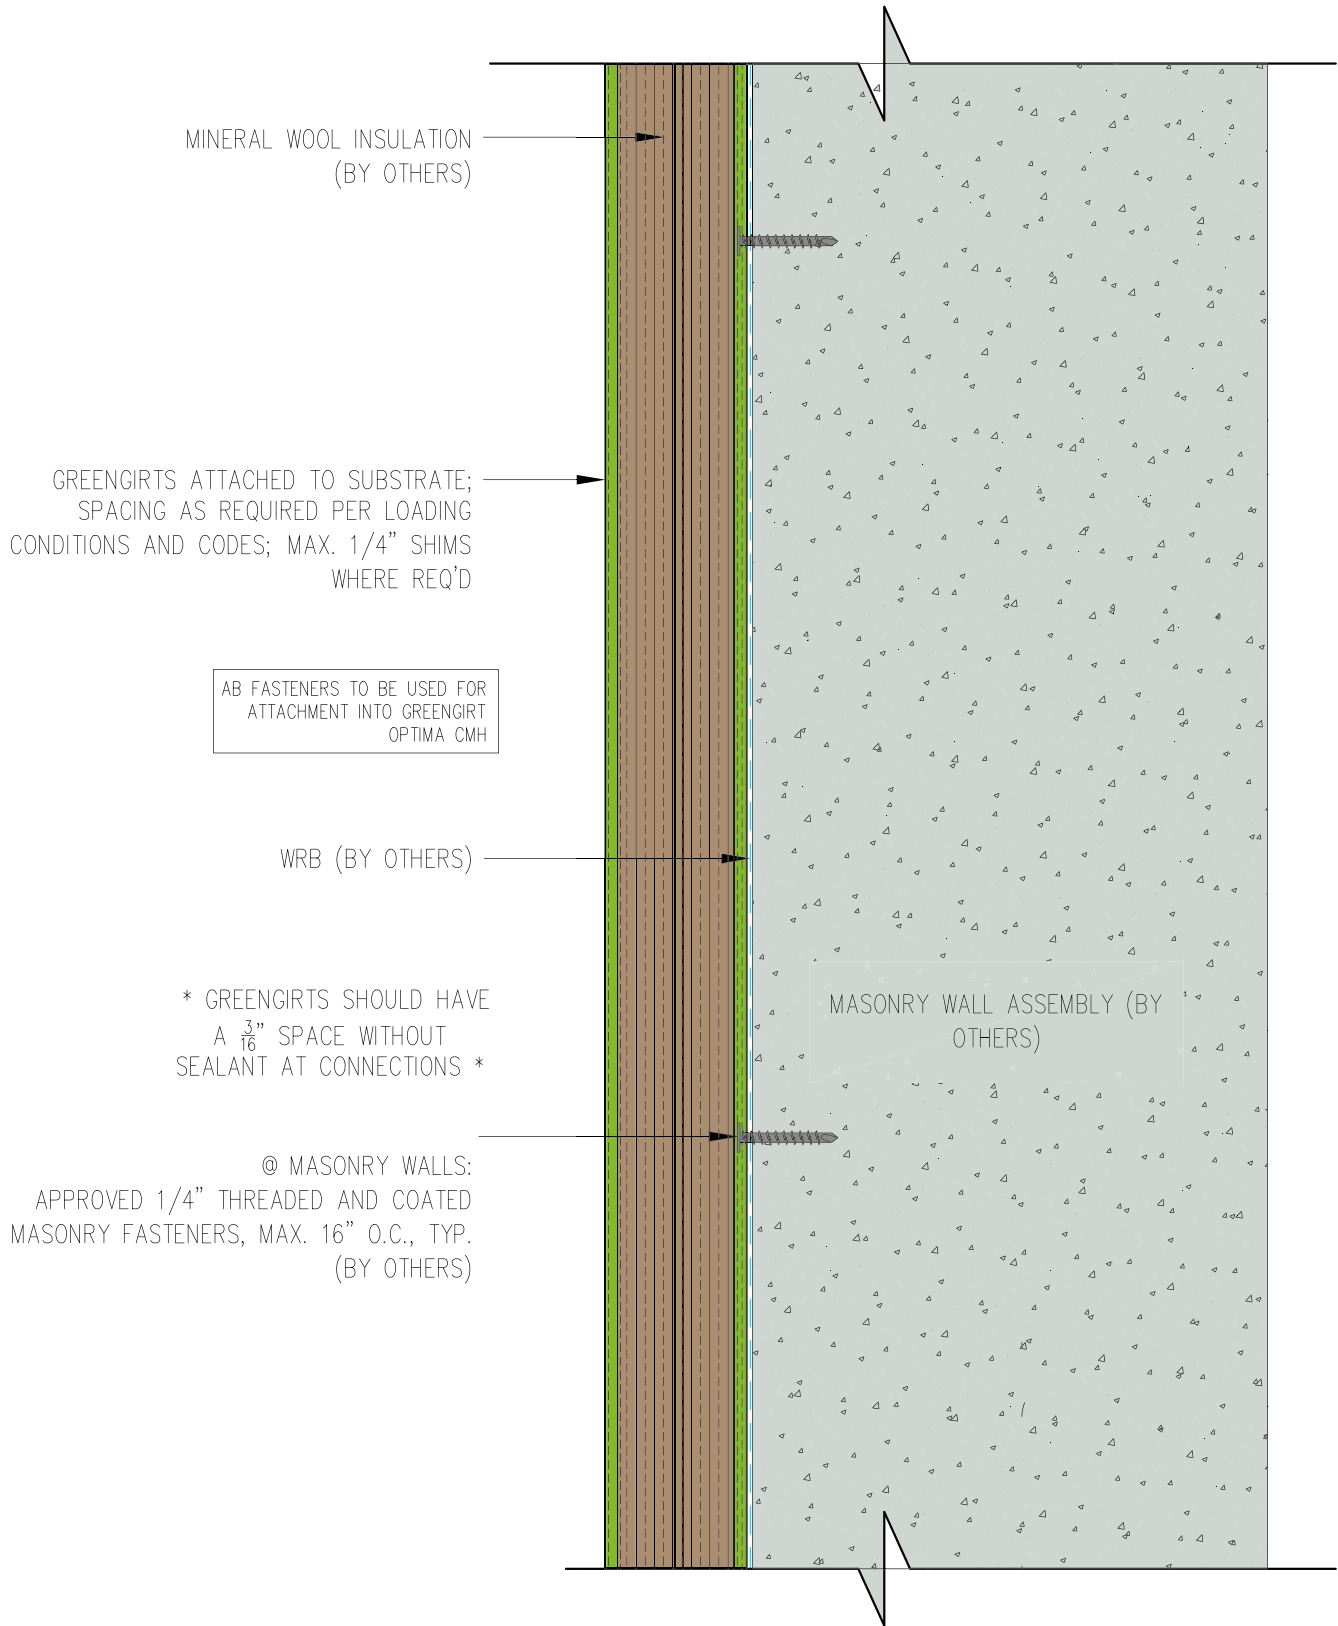 MINERAL WOOL INSULATION
(BY OTHERS)
GREENGIRTS ATTACHED TO SUBSTRATE;
SPACING AS REQUIRED PER LOADING
CONDITIONS AND CODES; MAX. 1/4” SHIMS
WHERE REQ'D
AB FASTENERS TO BE USED FOR
ATTACHMENT INTO GREENGIRT
OPTIMA CMH
WRB (BY OTHERS)
* GREENGIRTS SHOULD HAVE
A 3/16” SPACE WITHOUT
SEALANT AT CONNECTIONS *
MASONRY WALL ASSEMBLY (BY
OTHERS)
@ MASONRY WALLS:
APPROVED 1/4” THREADED AND COATED
MASONRY FASTENERS, MAX. 16” O.C., TYP.
(BY OTHERS)